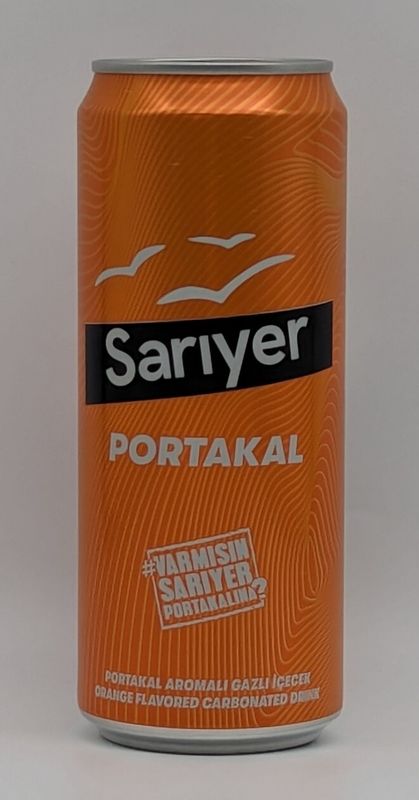 Sarıyer
PORTAKAL
#VARMISIN
SARIYER
PORTAKALINA?
PORTAKAL AROMALI GAZLI İÇECEK
ORANGE FLAVORED CARBONATED DRINK